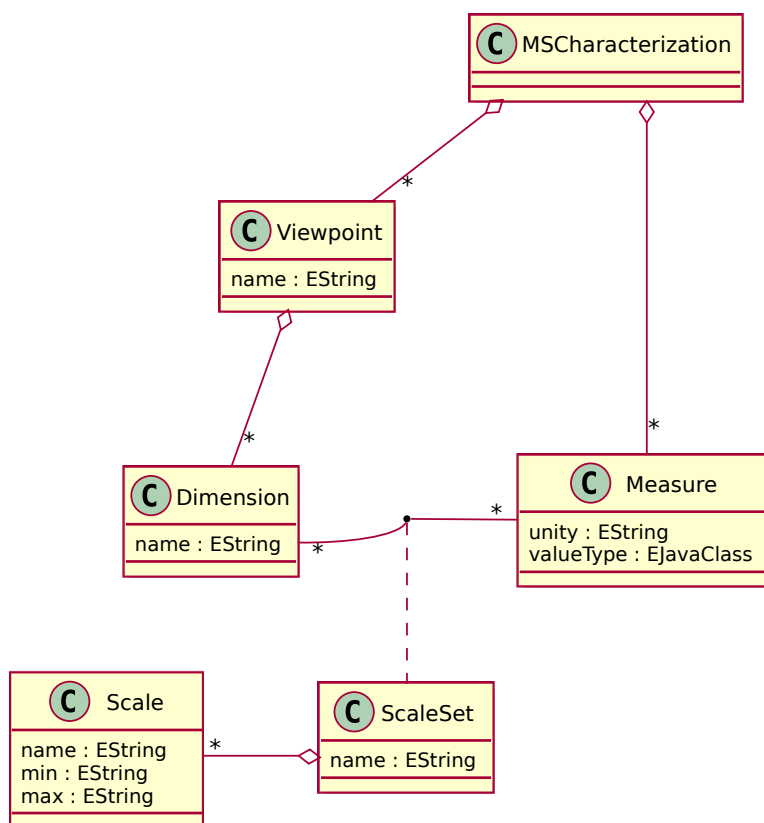 C MSCharacterization
*
C Viewpoint
name : EString
*
*
C Dimension
name : EString
*
*
C Measure
unity : EString
valueType : EJavaClass
C Scale
name : EString
min : EString
max : EString
*
C ScaleSet
name : EString